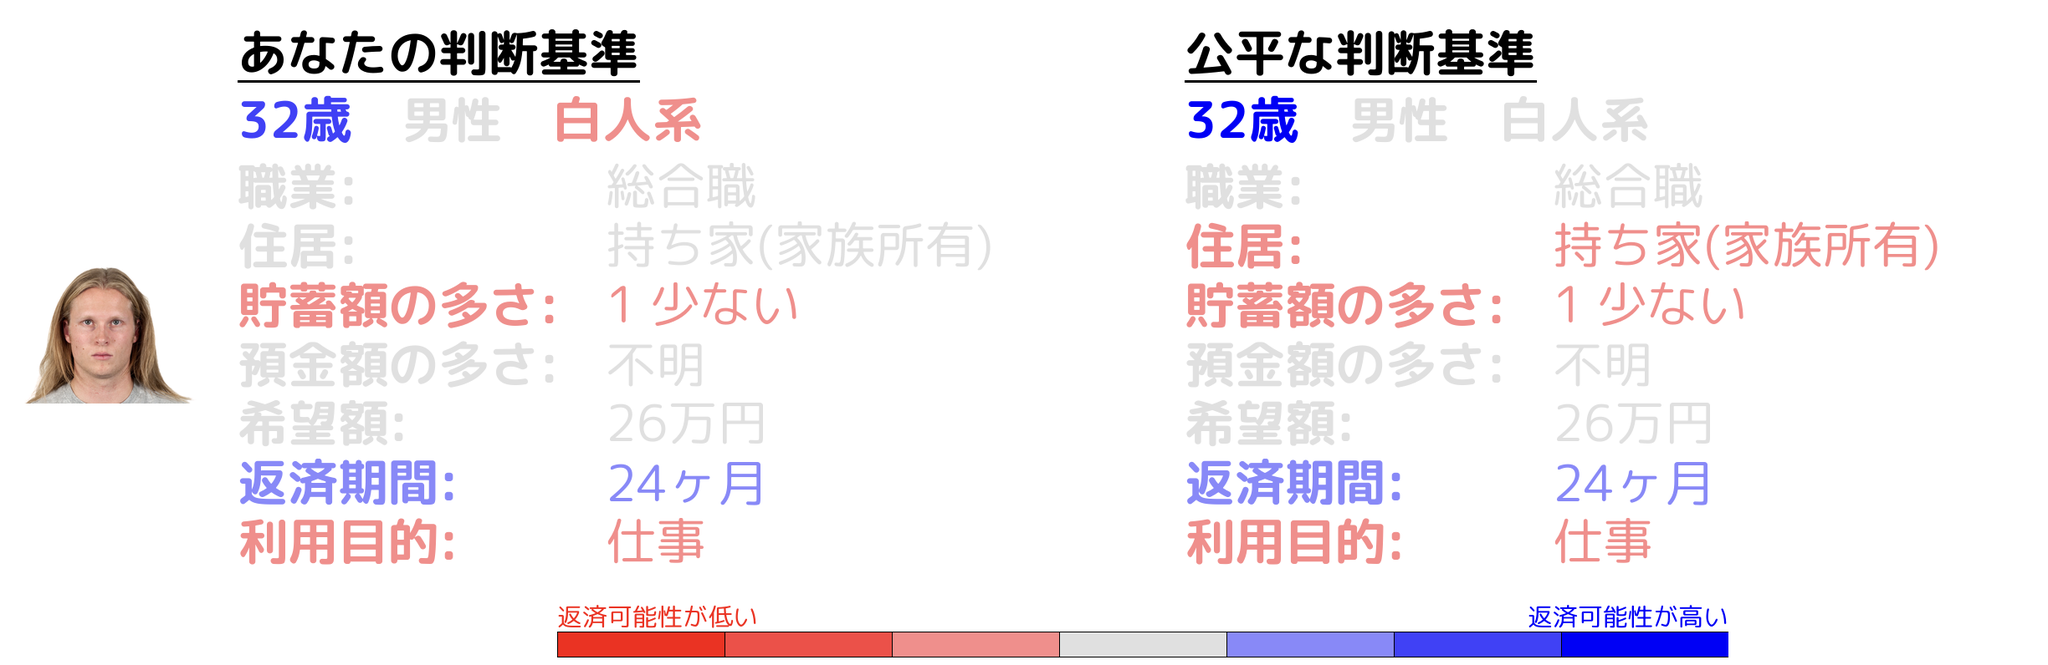 あなたの判断基準
32歳 男性 白人系
職業: 総合職
住居: 持ち家(家族所有)
貯蓄額の多さ: 1 少ない
預金額の多さ: 不明
希望額: 26万円
返済期間: 24ヶ月
利用目的: 仕事
公平な判断基準
32歳 男性 白人系
職業: 総合職
住居: 持ち家(家族所有)
貯蓄額の多さ: 1 少ない
預金額の多さ: 不明
希望額: 26万円
返済期間: 24ヶ月
利用目的: 仕事
返済可能性が低い
返済可能性が高い